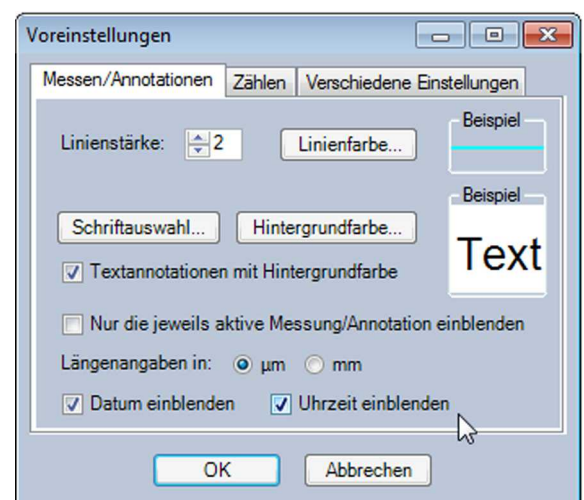 Voreinstellungen
Messen/Annotationen Zählen Verschiedene Einstellungen
Linienstärke: 2 Linienfarbe... Beispiel
Beispiel
Schriftauswahl... Hintergrundfarbe... Text
Textannotationen mit Hintergrundfarbe
Nur die jeweils aktive Messung/Annotation einblenden
Längenangaben in: µm mm
Datum einblenden Uhrzeit einblenden
OK Abbrechen